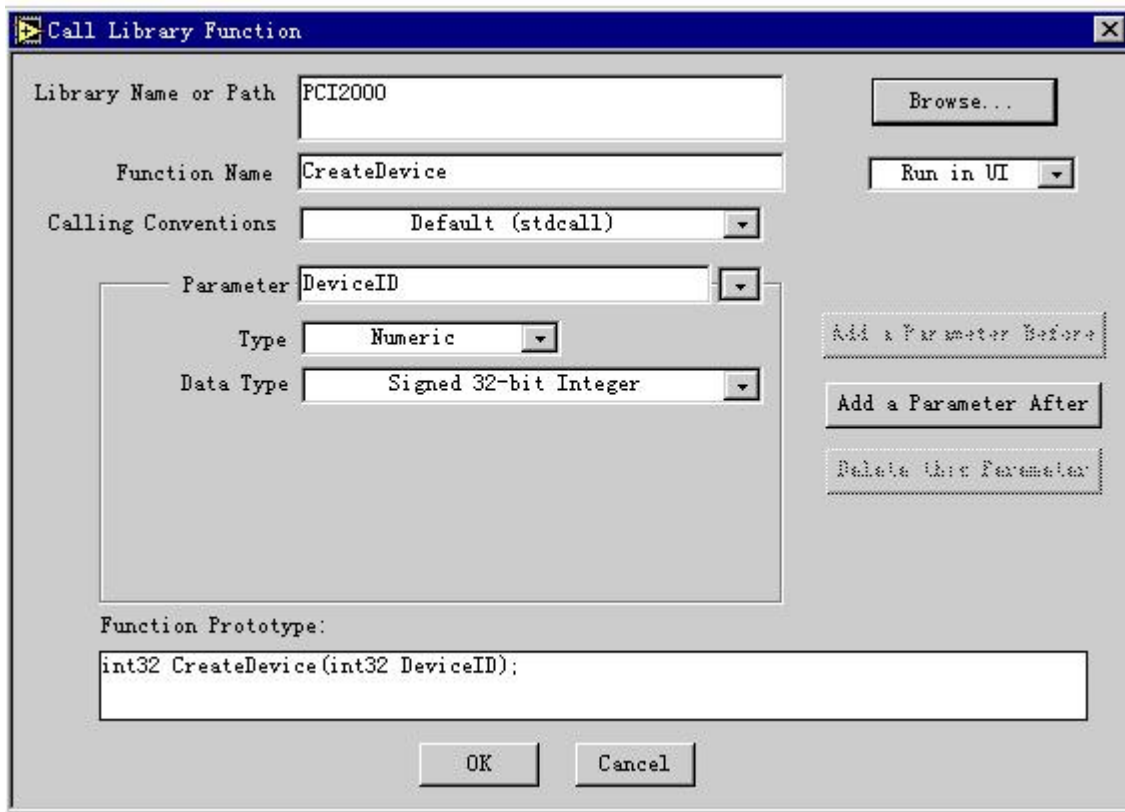 Call Library Function
Library Name or Path PCI2000 Browse...
Function Name CreateDevice Run in UI
Calling Conventions Default (stdcall)
Parameter DeviceID
Type Numeric Add a Parameter Before
Data Type Signed 32-bit Integer Add a Parameter After
Delete this Parameter
Function Prototype:
int32 CreateDevice(int32 DeviceID);
OK Cancel